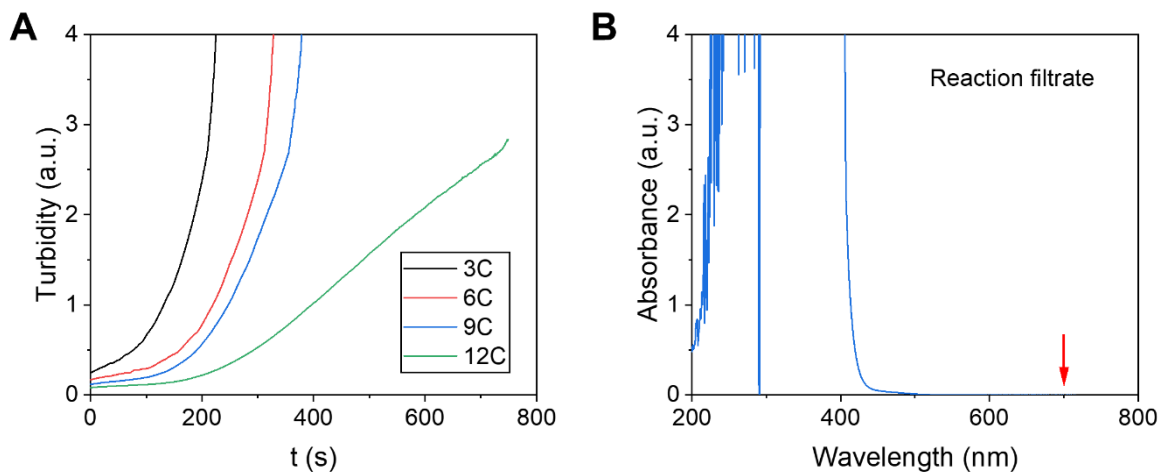 A
Turbidity (a.u.)
4
3
2
1
0
0 200 400 600 800
t (s)
3C
6C
9C
12C
B
Absorbance (a.u.)
4
3
2
1
0
200 400 600 800
Wavelength (nm)
Reaction filtrate